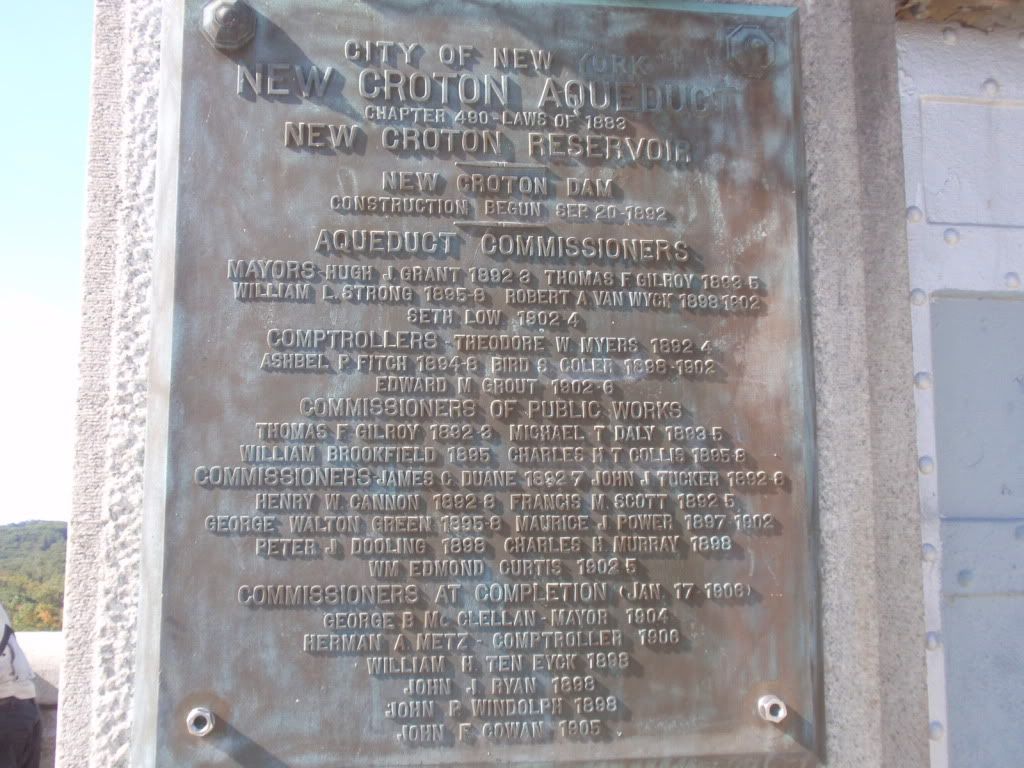 CITY OF NEW YORK
NEW CROTON AQUEDUCT
CHAPTER 490-LAWS OF 1883
NEW CROTON RESERVOIR
NEW CROTON DAM
CONSTRUCTION BEGUN SEP 20-1892
AQUEDUCT COMMISSIONERS
MAYORS-HUGH J. GRANT 1892-3 THOMAS F GILROY 1893-5
WILLIAM L. STRONG 1895-8 ROBERT A. VAN WYCK 1898 1902
SETH LOW 1902-4
COMPTROLLERS-THEODORE W. MYERS 1892-4
ASHBEL P. FITCH 1894-8 BIRD S. COLER 1898-1902
EDWARD M. GROUT 1902-6
COMMISSIONERS OF PUBLIC WORKS
THOMAS F GILROY 1892-3 MICHAEL T DALY 1893-5
WILLIAM BROOKFIELD 1895 CHARLES H.T COLLIS 1895-8
COMMISSIONERS-JAMES C. DUANE 1892-7 JOHN J. TUCKER 1892-8
HENRY W. CANNON 1892-8 FRANCIS M. SCOTT 1892-5
GEORGE WALTON GREEN 1895-8 MAURICE J. POWER 1897-1902
PETER J DOOLING 1898 CHARLES H. MURRAY 1898
WM EDMOND CURTIS 1902-5
COMMISSIONERS AT COMPLETION (JAN. 17 1906)
GEORGE B Mc CLELLAN-MAYOR 1904
HERMAN A. METZ - COMPTROLLER 1906
WILLIAM H. TEN EYCK 1898
JOHN J. RYAN 1898
JOHN P. WINDOLPH 1898
JOHN F. COWAN 1905